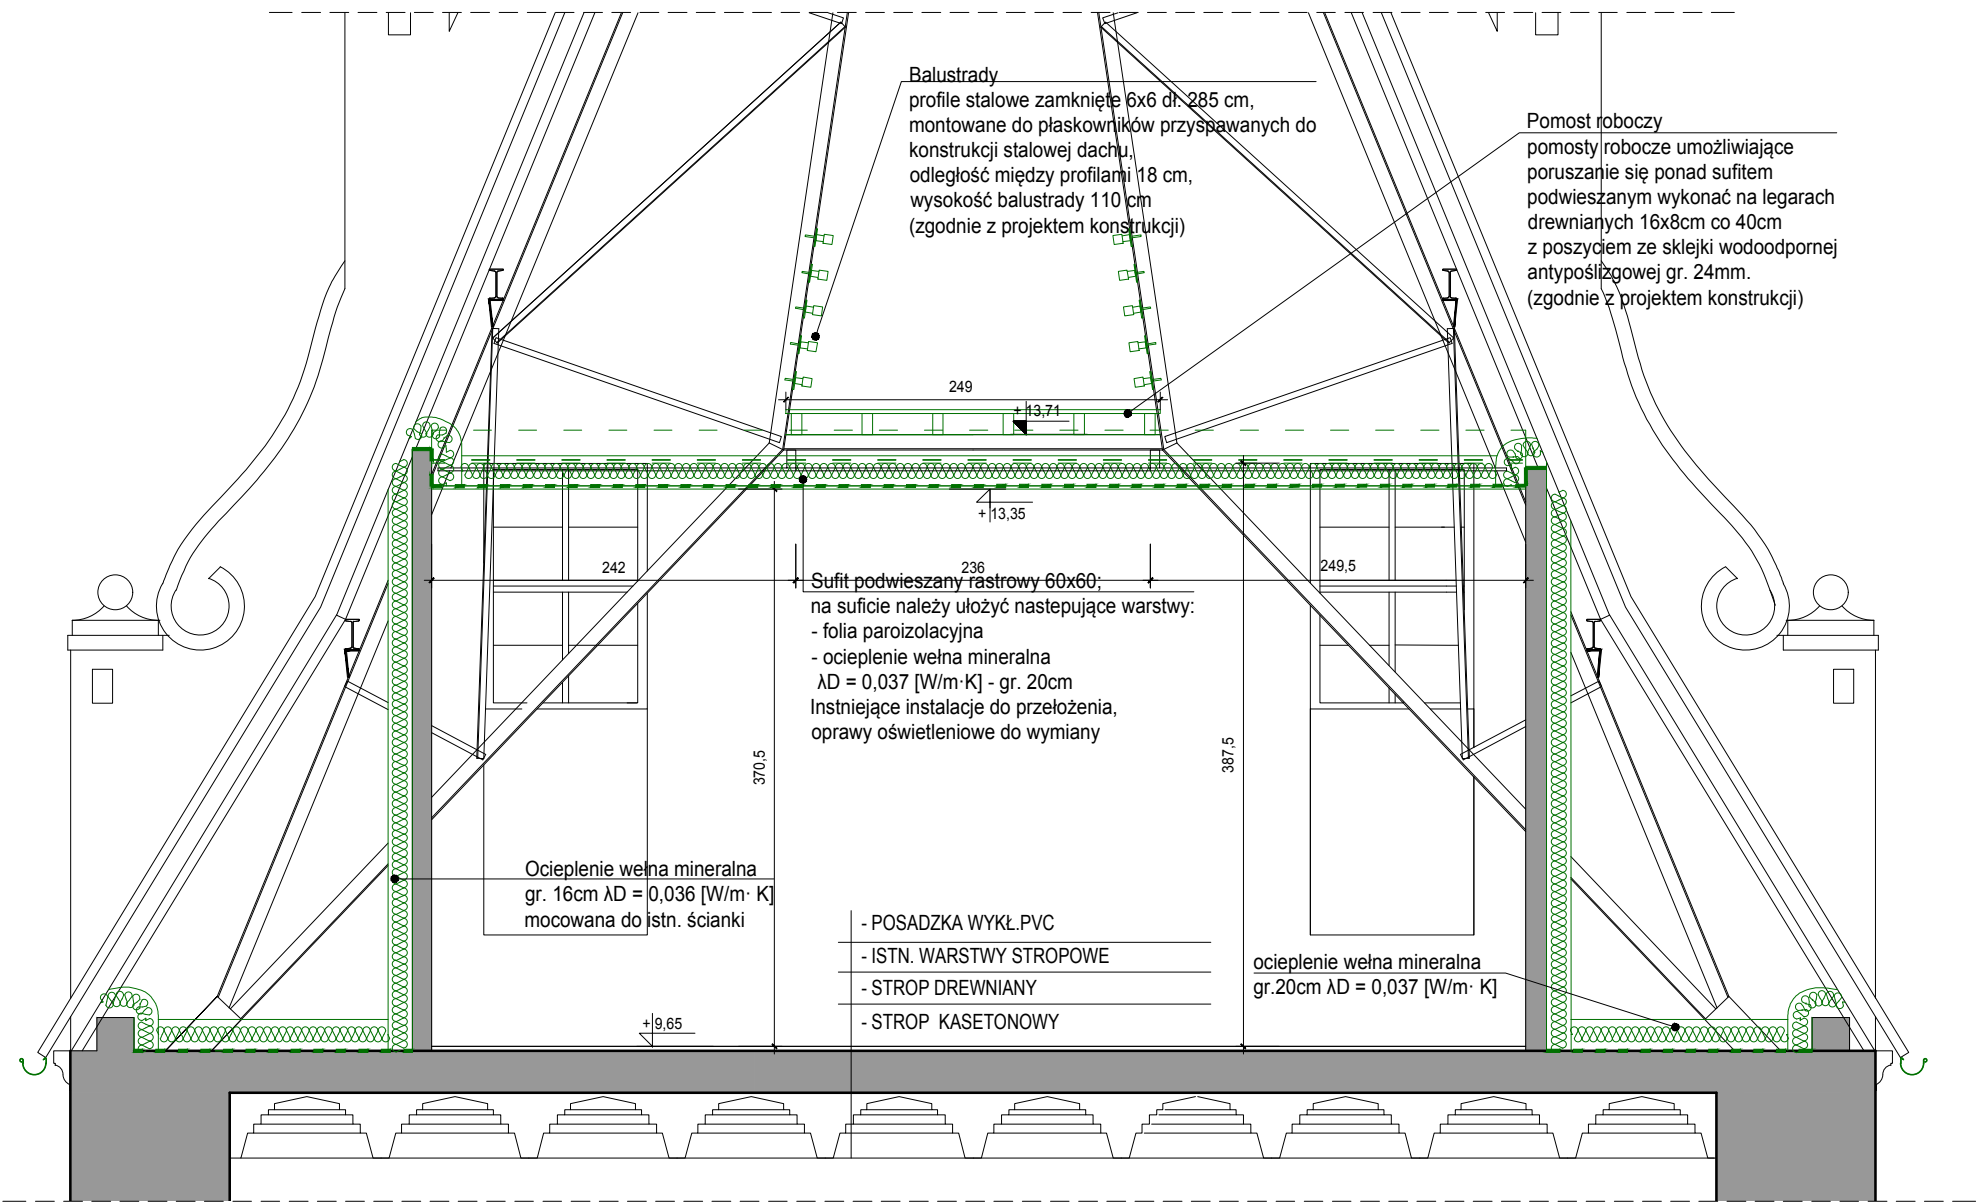 Balustrady
profile stalowe zamknięte 6x6 dł. 285 cm,
montowane do płaskowników przyspawanych do
konstrukcji stalowej dachu,
odległość między profilami 18 cm,
wysokość balustrady 110 cm
(zgodnie z projektem konstrukcji)
Pomost roboczy
pomosty robocze umożliwiające
poruszanie się ponad sufitem
podwieszanym wykonać na legarach
drewnianych 16x8cm co 40cm
z poszyciem ze sklejki wodoodpornej
antypoślizgowej gr. 24mm.
(zgodnie z projektem konstrukcji)
249
+13,71
+13,35
242
236
249,5
Sufit podwieszany rastrowy 60x60;
na suficie należy ułożyć nastepujące warstwy:
- folia paroizolacyjna
- ocieplenie wełna mineralna
λD = 0,037 [W/m·K] - gr. 20cm
Instniejące instalacje do przełożenia,
oprawy oświetleniowe do wymiany
370,5
387,5
Ocieplenie wełna mineralna
gr. 16cm λD = 0,036 [W/m· K]
mocowana do istn. ścianki
- POSADZKA WYKŁ.PVC
- ISTN. WARSTWY STROPOWE
- STROP DREWNIANY
- STROP KASETONOWY
ocieplenie wełna mineralna
gr.20cm λD = 0,037 [W/m· K]
+9,65